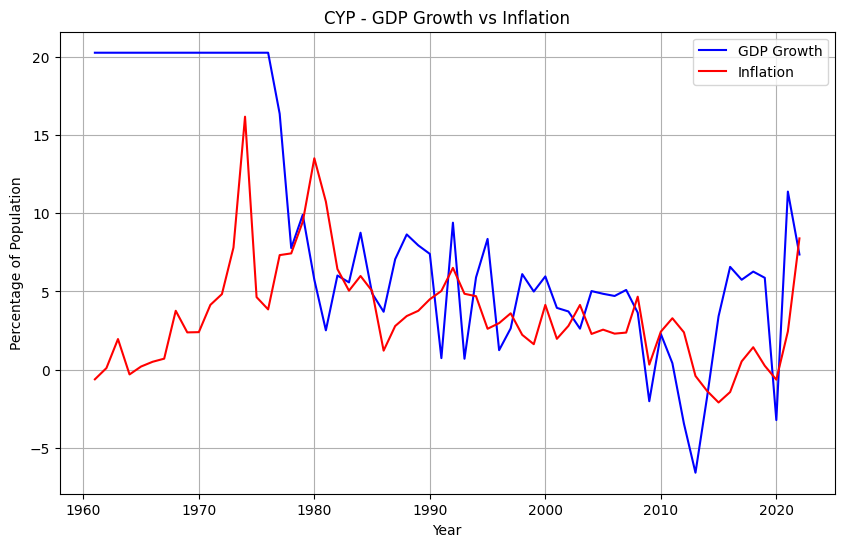 CYP - GDP Growth vs Inflation
GDP Growth
Inflation
Percentage of Population
20
15
10
5
0
−5
1960
1970
1980
1990
2000
2010
2020
Year